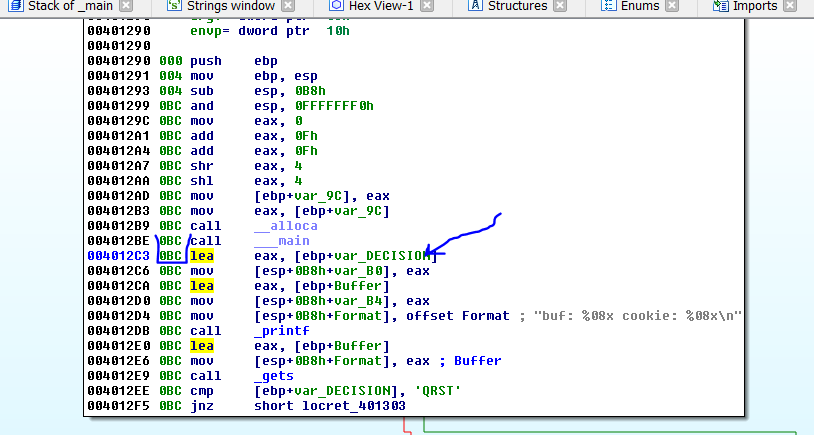 Stack of _main Strings window Hex View-1 Structures Enums Imports
00401290 envp= dword ptr 10h
00401290
00401290 000 push ebp
00401291 004 mov ebp, esp
00401293 004 sub esp, 0B8h
00401299 0BC and esp, 0FFFFFFF0h
0040129C 0BC mov eax, 0
004012A1 0BC add eax, 0Fh
004012A4 0BC add eax, 0Fh
004012A7 0BC shr eax, 4
004012AA 0BC shl eax, 4
004012AD 0BC mov [ebp+var_9C], eax
004012B3 0BC mov eax, [ebp+var_9C]
004012B9 0BC call __alloca
004012BE 0BC call ___main
004012C3 0BC lea eax, [ebp+var_DECISION]
004012C6 0BC mov [esp+0B8h+var_B0], eax
004012CA 0BC lea eax, [ebp+Buffer]
004012D0 0BC mov [esp+0B8h+var_B4], eax
004012D4 0BC mov [esp+0B8h+Format], offset Format ; "buf: %08x cookie: %08x\n"
004012DB 0BC call _printf
004012E0 0BC lea eax, [ebp+Buffer]
004012E6 0BC mov [esp+0B8h+Format], eax ; Buffer
004012E9 0BC call _gets
004012EE 0BC cmp [ebp+var_DECISION], 'QRST'
004012F5 0BC jnz short locret_401303